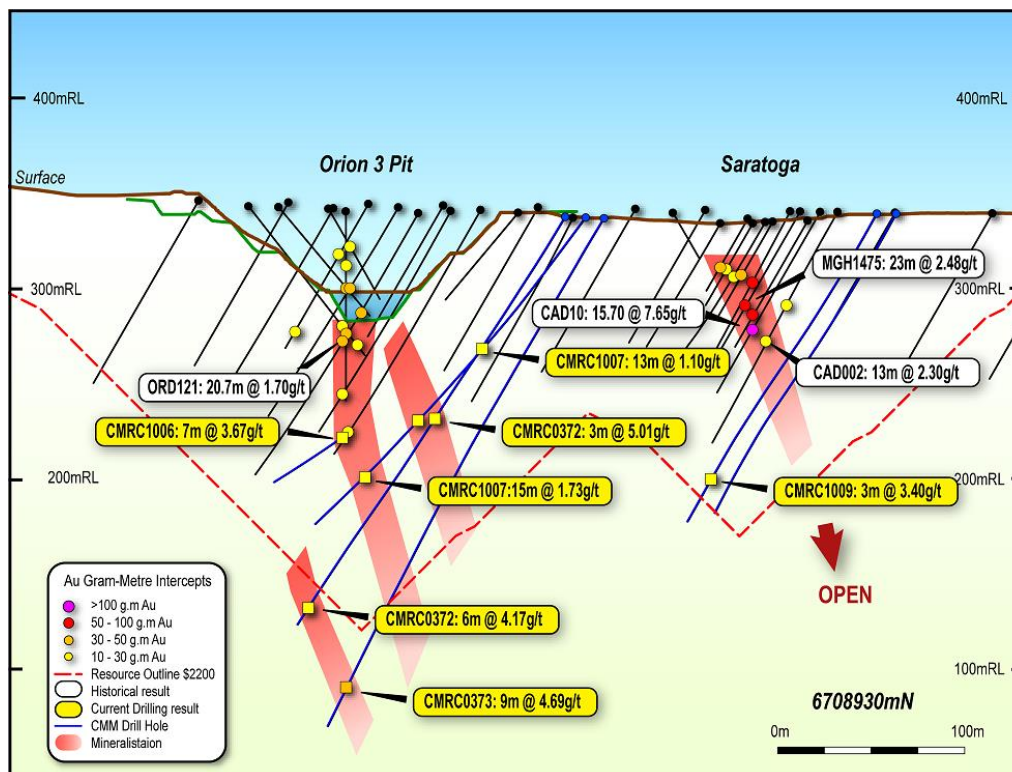 400mRL
400mRL
Orion 3 Pit
Saratoga
Surface
MGH1475: 23m @ 2.48g/t
300mRL
300mRL
CAD10: 15.70 @ 7.65g/t
CMRC1007: 13m @ 1.10g/t
CAD002: 13m @ 2.30g/t
ORD121: 20.7m @ 1.70g/t
CMRC1006: 7m @ 3.67g/t
CMRC0372: 3m @ 5.01g/t
200mRL
200mRL
CMRC1007:15m @ 1.73g/t
CMRC1009: 3m @ 3.40g/t
OPEN
CMRC0372: 6m @ 4.17g/t
100mRL
CMRC0373: 9m @ 4.69g/t
6708930mN
0m
100m
Au Gram-Metre Intercepts
>100 g.m Au
50 - 100 g.m Au
30 - 50 g.m Au
10 - 30 g.m Au
Resource Outline $2200
Historical result
Current Drilling result
CMM Drill Hole
Mineralistaion
100mRL